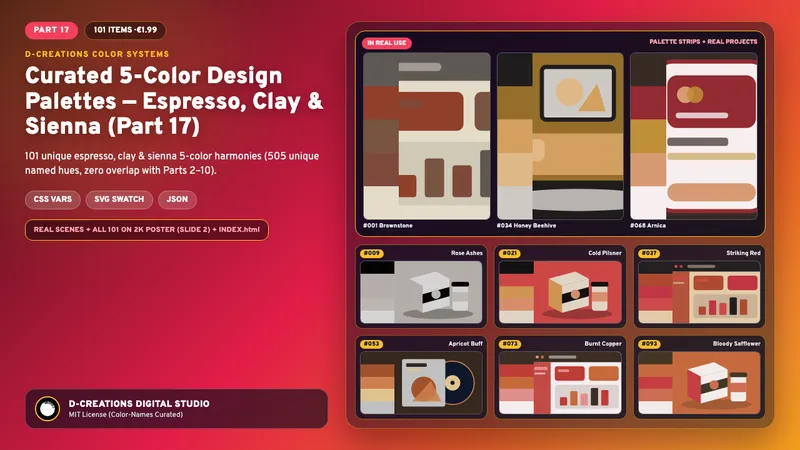 PART 17
101 ITEMS ·€1.99
D-CREATIONS COLOR SYSTEMS
Curated 5-Color Design
Palettes — Espresso, Clay &
Sienna (Part 17)
101 unique espresso, clay & sienna 5-color harmonies (505 unique
named hues, zero overlap with Parts 2–10).
CSS VARS
SVG SWATCH
JSON
REAL SCENES + ALL 101 ON 2K POSTER (SLIDE 2) + INDEX.html
D-CREATIONS DIGITAL STUDIO
MIT License (Color-Names Curated)
IN REAL USE
PALETTE STRIPS + REAL PROJECTS
#001 Brownstone
#034 Honey Beehive
#068 Arnica
#009
Rose Ashes
#021
Cold Pilsner
#037
Striking Red
#053
Apricot Buff
#073
Burnt Copper
#093
Bloody Safflower